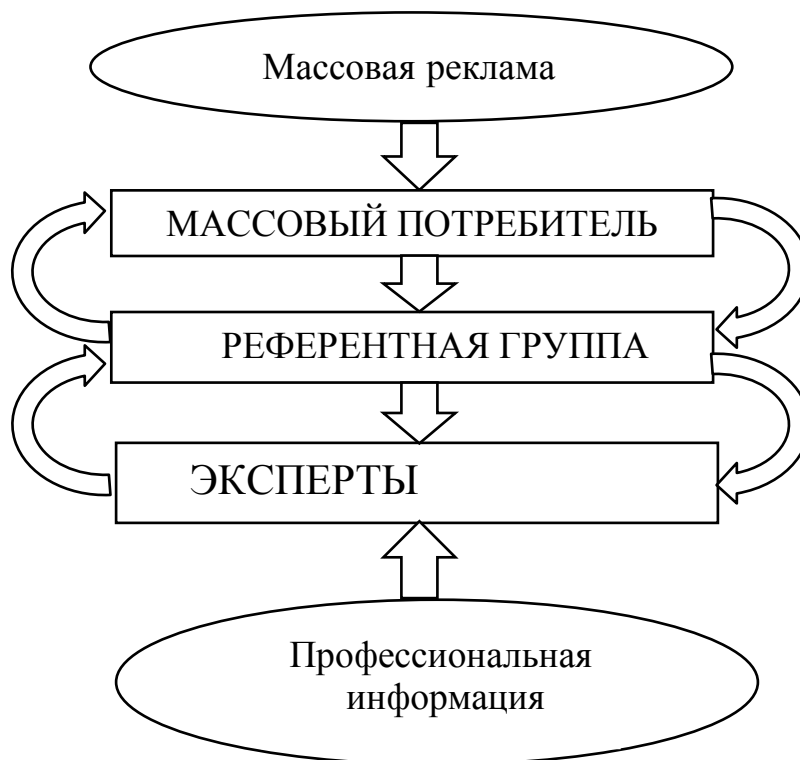 Массовая реклама
МАССОВЫЙ ПОТРЕБИТЕЛЬ
РЕФЕРЕНТНАЯ ГРУППА
ЭКСПЕРТЫ
Профессиональная
информация